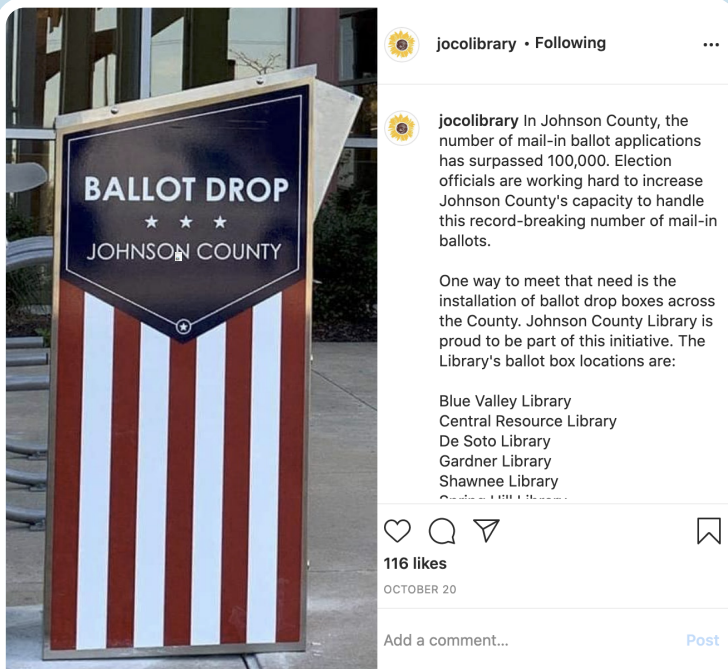 BALLOT DROP
JOHNSON COUNTY
jocolibrary • Following
jocolibrary In Johnson County, the
number of mail-in ballot applications
has surpassed 100,000. Election
officials are working hard to increase
Johnson County's capacity to handle
this record-breaking number of mail-in
ballots.
One way to meet that need is the
installation of ballot drop boxes across
the County. Johnson County Library is
proud to be part of this initiative. The
Library's ballot box locations are:
Blue Valley Library
Central Resource Library
De Soto Library
Gardner Library
Shawnee Library
Spring Hill Library
116 likes
OCTOBER 20
Add a comment... Post